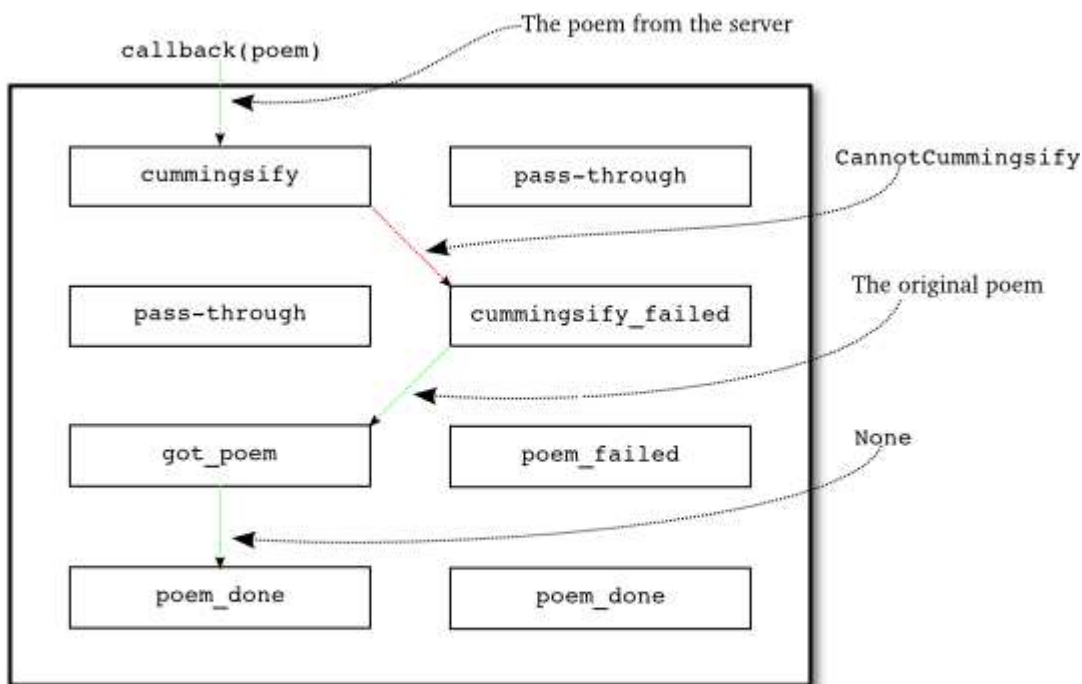 The poem from the server
callback(poem)
cummingsify
pass-through
CannotCummingsify
The original poem
pass-through
cummingsify_failed
got_poem
poem_failed
None
poem_done
poem_done